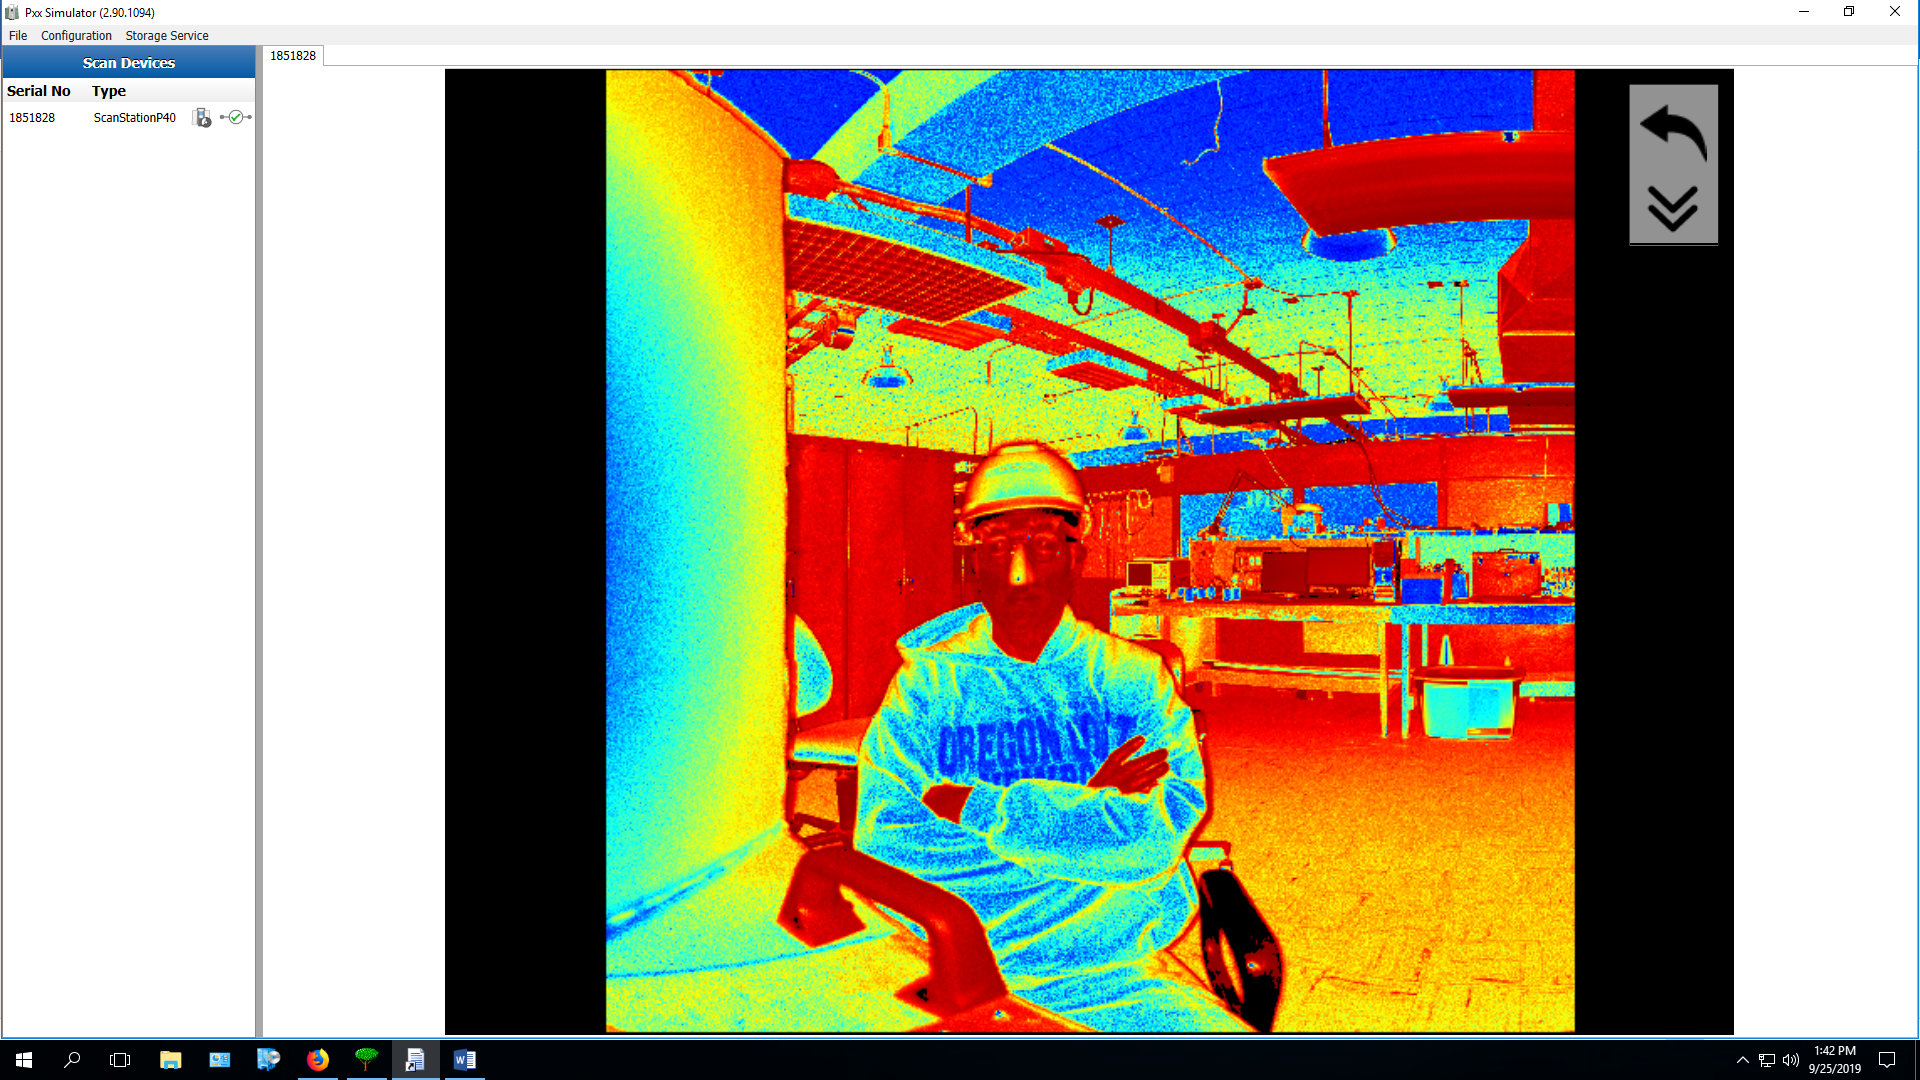 Pxx Simulator (2.90.1094)
File Configuration Storage Service
Scan Devices
1851828
Serial No Type
1851828 ScanStationP40
OREGON
1:42 PM
9/25/2019